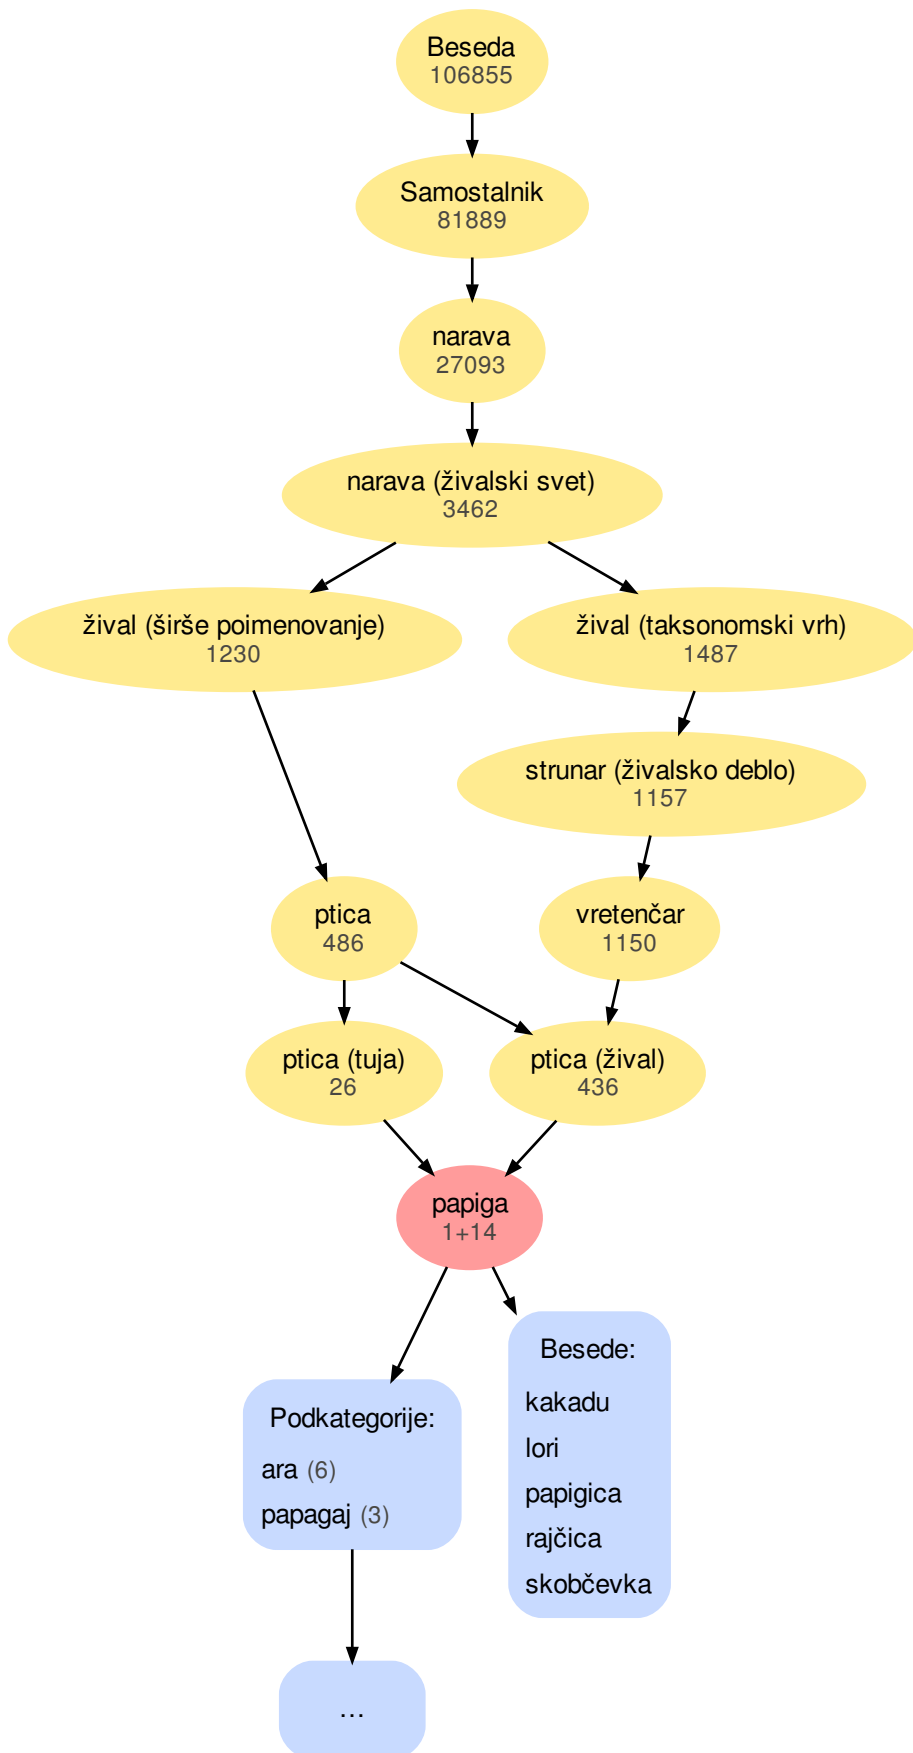 Beseda
106855
Samostalnik
81889
narava
27093
narava (živalski svet)
3462
žival (širše poimenovanje)
1230
žival (taksonomski vrh)
1487
strunar (živalsko deblo)
1157
ptica
486
vretenčar
1150
ptica (tuja)
26
ptica (žival)
436
papiga
1+14
Podkategorije:
ara (6)
papagaj (3)
Besede:
kakadu
lori
papigica
rajčica
skobčevka
...